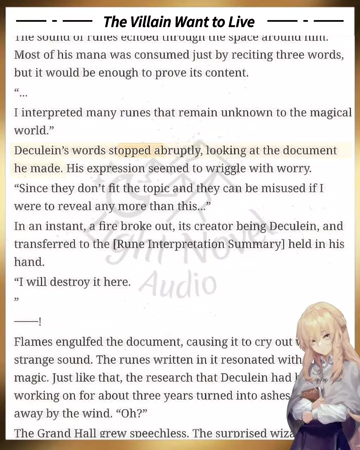 The Villain Want to Live
The sound of runes echoed through the space around him.
Most of his mana was consumed just by reciting three words,
but it would be enough to prove its content.
“...
I interpreted many runes that remain unknown to the magical
world.”
Deculein’s words stopped abruptly, looking at the document
he made. His expression seemed to wriggle with worry.
“Since they don’t fit the topic and they can be misused if I
were to reveal any more than this...”
In an instant, a fire broke out, its creator being Deculein, and
transferred to the [Rune Interpretation Summary] held in his
hand.
“I will destroy it here.
”
───!
Flames engulfed the document, causing it to cry out
strange sound. The runes written in it resonated with
magic. Just like that, the research that Deculein had
working on for about three years turned into ashes
away by the wind. “Oh?”
The Grand Hall grew speechless. The surprised
Light Novel
Audio